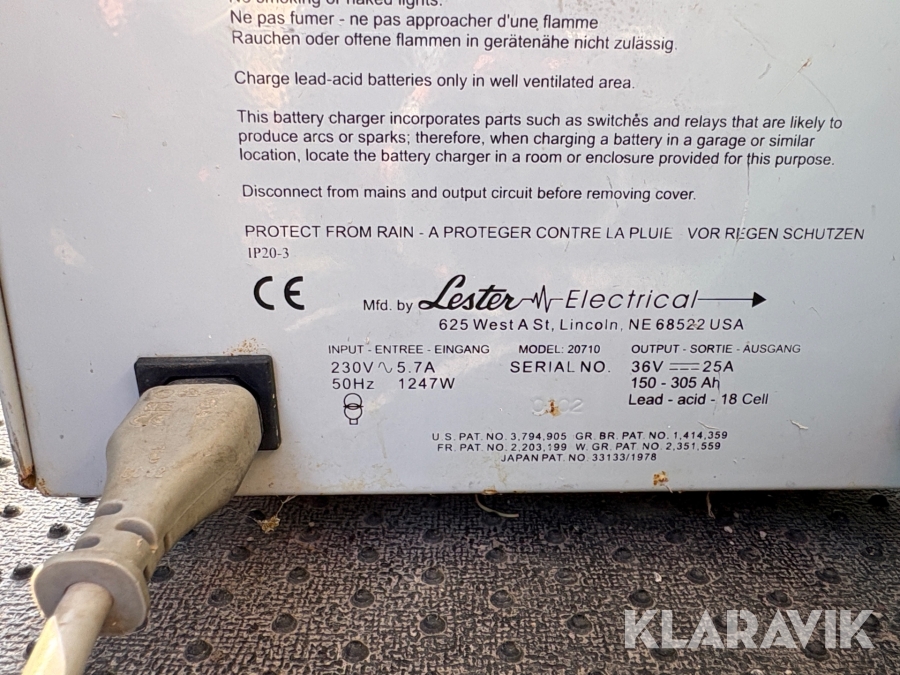 No smoking or naked lights.
Ne pas fumer - ne pas approacher d'une flamme
Rauchen oder offene flammen in gerätenähe nicht zulässig.
Charge lead-acid batteries only in well ventilated area.
This battery charger incorporates parts such as switches and relays that are likely to
produce arcs or sparks; therefore, when charging a battery in a garage or similar
location, locate the battery charger in a room or enclosure provided for this purpose.
Disconnect from mains and output circuit before removing cover.
PROTECT FROM RAIN - A PROTEGER CONTRE LA PLUIE VOR REGEN SCHUTZEN
IP20-3
CE
Mfd. by Lester Electrical
625 West A St, Lincoln, NE 68522 USA
INPUT - ENTREE - EINGANG MODEL: 20710 OUTPUT - SORTIE - AUSGANG
230V ∿ 5.7A SERIAL NO. 36V ⎓ 25A
50Hz 1247W 150 - 305 Ah
Lead - acid - 18 Cell
U.S. PAT. NO. 3,794,905 GR. BR. PAT. NO. 1,414,359
FR. PAT. NO. 2,203,199 W. GR. PAT. NO. 2,351,559
JAPAN PAT. NO. 33133/1978
KLARAVIK